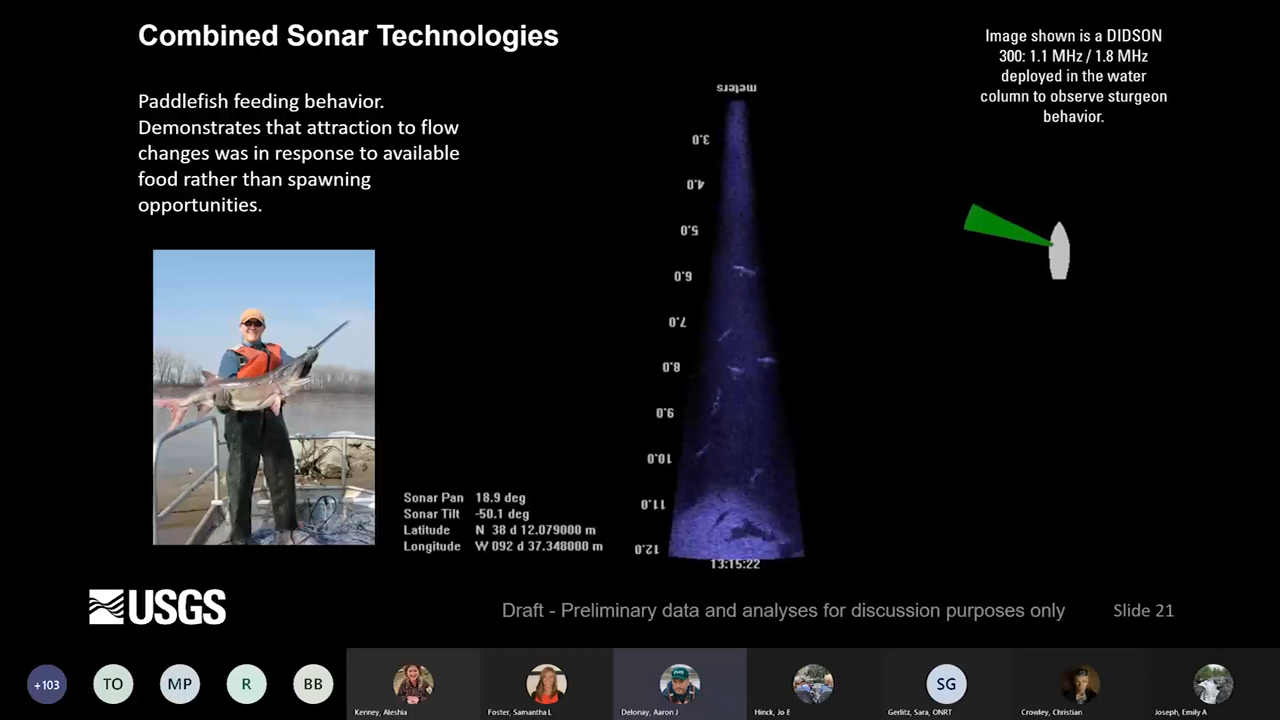 Combined Sonar Technologies
Image shown is a DIDSON
300: 1.1 MHz / 1.8 MHz
deployed in the water
column to observe sturgeon
behavior.
Paddlefish feeding behavior.
Demonstrates that attraction to flow
changes was in response to available
food rather than spawning
opportunities.
meters
3.0
4.0
5.0
6.0
7.0
8.0
9.0
10.0
11.0
12.0
13:15:22
Sonar Pan 18.9 deg
Sonar Tilt -50.1 deg
Latitude N 38 d 12.079000 m
Longitude W 092 d 37.348000 m
USGS
Draft - Preliminary data and analyses for discussion purposes only
Slide 21
+103
TO
MP
R
BB
SG
Kenney, Aleshia
Foster, Samantha L
Delonay, Aaron J
Hinck, Jo E
Gerlitz, Sara, ONRT
Crowley, Christian
Joseph, Emily A